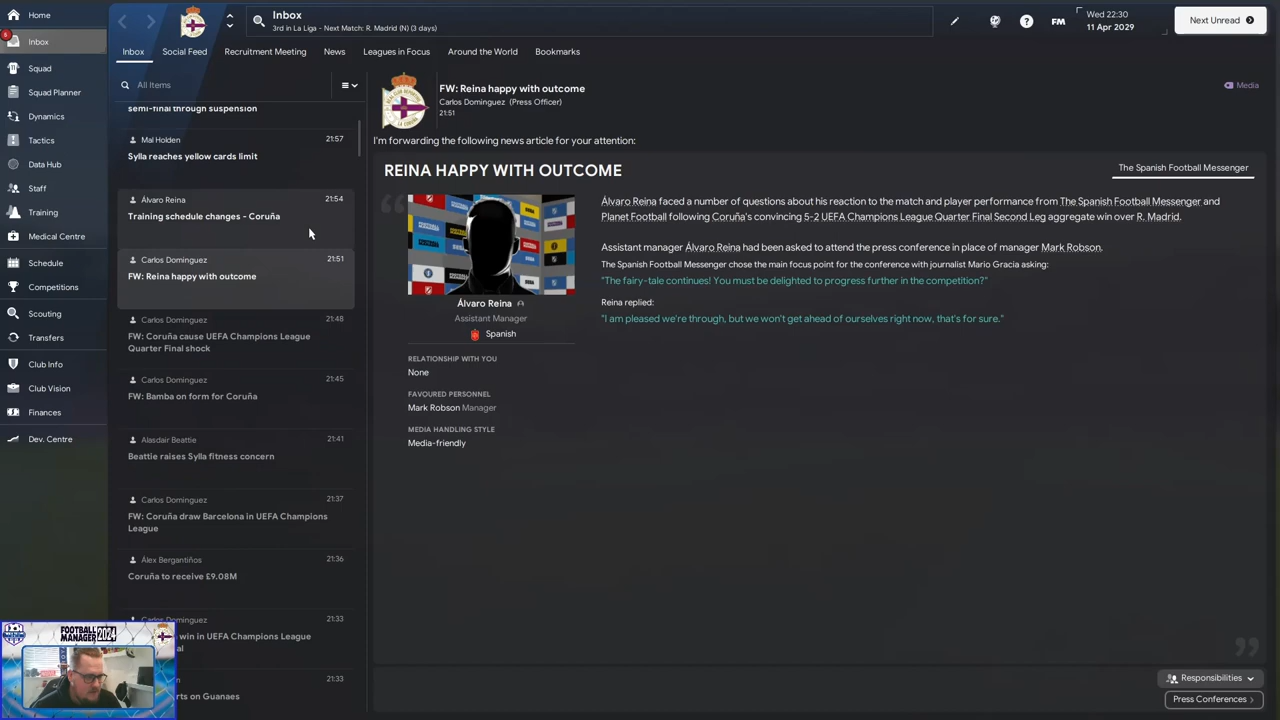 Home
Inbox
Squad
Squad Planner
Dynamics
Tactics
Data Hub
Staff
Training
Medical Centre
Schedule
Competitions
Scouting
Transfers
Club Info
Club Vision
Finances
Dev. Centre
6
Inbox
3rd in La Liga - Next Match: R. Madrid (N) (3 days)
FM
Wed 22:30
11 Apr 2029
Next Unread
Inbox
Social Feed
Recruitment Meeting
News
Leagues in Focus
Around the World
Bookmarks
All Items
semi-final through suspension
Mal Holden
21:57
Sylla reaches yellow cards limit
Álvaro Reina
21:54
Training schedule changes - Coruña
Carlos Domínguez
21:51
FW: Reina happy with outcome
Carlos Domínguez
21:48
FW: Coruña cause UEFA Champions League
Quarter Final shock
Carlos Domínguez
21:45
FW: Bamba on form for Coruña
Alasdair Beattie
21:41
Beattie raises Sylla fitness concern
Carlos Domínguez
21:37
FW: Coruña draw Barcelona in UEFA Champions
League
Álex Bergantiños
21:36
Coruña to receive £9.08M
21:33
win in UEFA Champions League
21:33
on Guanaes
FW: Reina happy with outcome
Carlos Domínguez (Press Officer)
21:51
Media
I'm forwarding the following news article for your attention:
REINA HAPPY WITH OUTCOME
The Spanish Football Messenger
Álvaro Reina
Assistant Manager
Spanish
RELATIONSHIP WITH YOU
None
FAVOURED PERSONNEL
Mark Robson Manager
MEDIA HANDLING STYLE
Media-friendly
Álvaro Reina faced a number of questions about his reaction to the match and player performance from The Spanish Football Messenger and
Planet Football following Coruña's convincing 5-2 UEFA Champions League Quarter Final Second Leg aggregate win over R. Madrid.
Assistant manager Álvaro Reina had been asked to attend the press conference in place of manager Mark Robson.
The Spanish Football Messenger chose the main focus point for the conference with journalist Mario Gracia asking:
"The fairy-tale continues! You must be delighted to progress further in the competition?"
Reina replied:
"I am pleased we're through, but we won't get ahead of ourselves right now, that's for sure."
Responsibilities
Press Conferences
FOOTBALL
MANAGER 2024